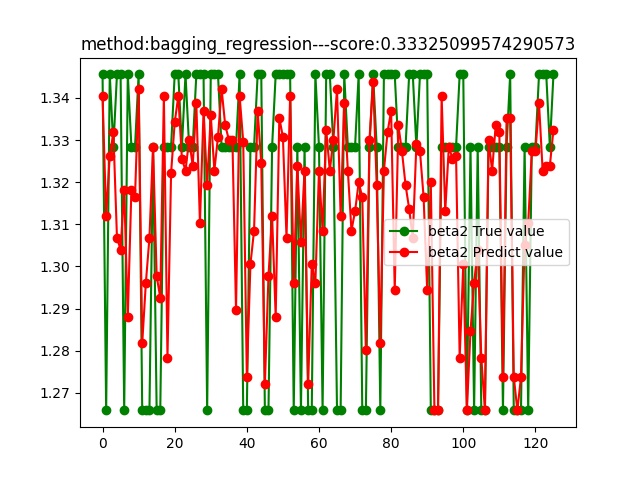 method:bagging_regression---score:0.33325099574290573
1.34
1.33
1.32
1.31
1.30
1.29
1.28
1.27
beta2 True value
beta2 Predict value
0 20 40 60 80 100 120